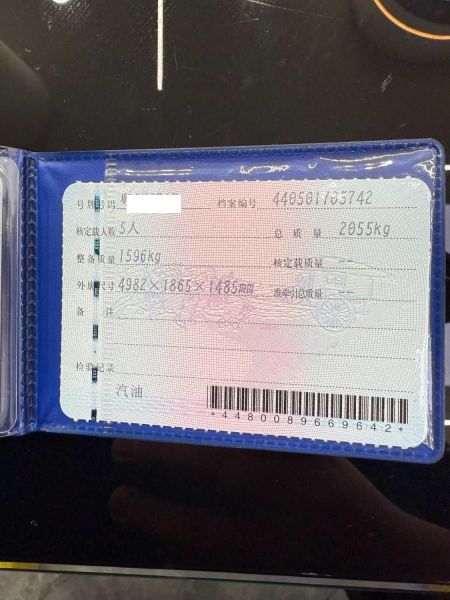 号牌号码 档案编号 440501705742
核定载人数 5人 总质量 2055kg
整备质量 1596kg 核定载质量
外廓尺寸 4982×1865×1485mm 准牵引总质量
备注
检验记录
汽油
*4480089669642*